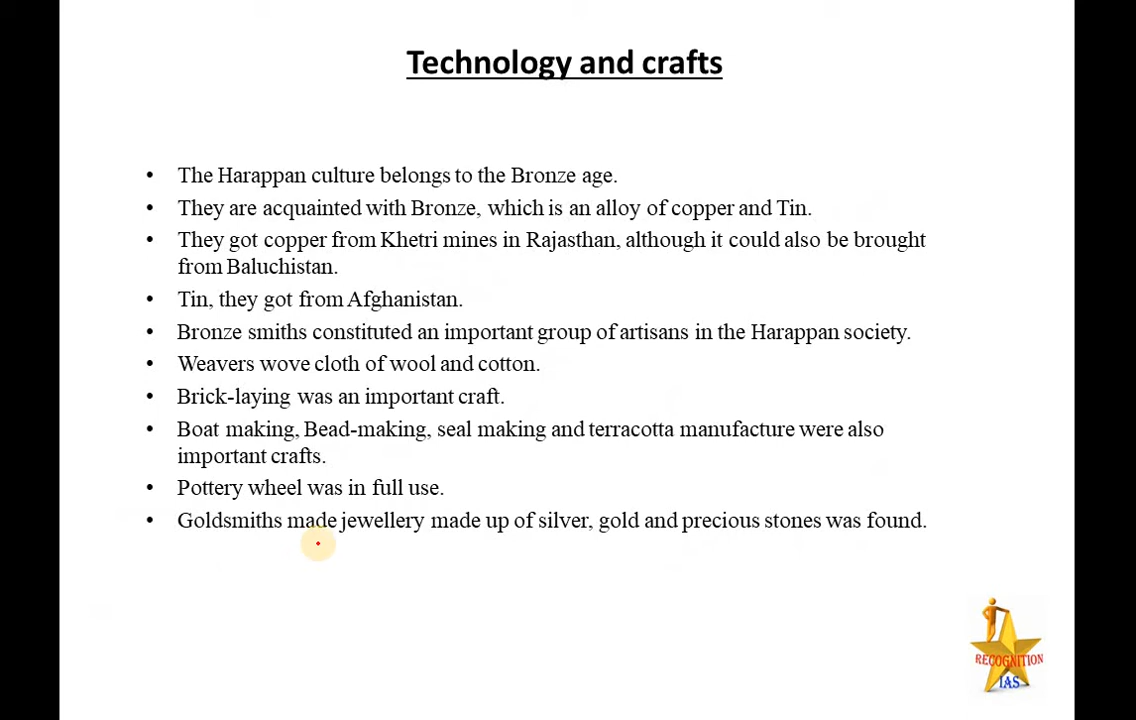 Technology and crafts
• The Harappan culture belongs to the Bronze age.
• They are acquainted with Bronze, which is an alloy of copper and Tin.
• They got copper from Khetri mines in Rajasthan, although it could also be brought
from Baluchistan.
• Tin, they got from Afghanistan.
• Bronze smiths constituted an important group of artisans in the Harappan society.
• Weavers wove cloth of wool and cotton.
• Brick-laying was an important craft.
• Boat making, Bead-making, seal making and terracotta manufacture were also
important crafts.
• Pottery wheel was in full use.
• Goldsmiths made jewellery made up of silver, gold and precious stones was found.
RECOGNITION
IAS